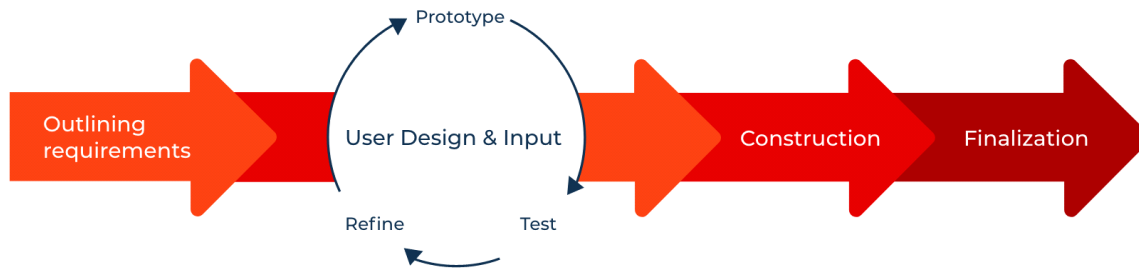 Prototype
Outlining
requirements
User Design & Input
Construction
Finalization
Refine
Test